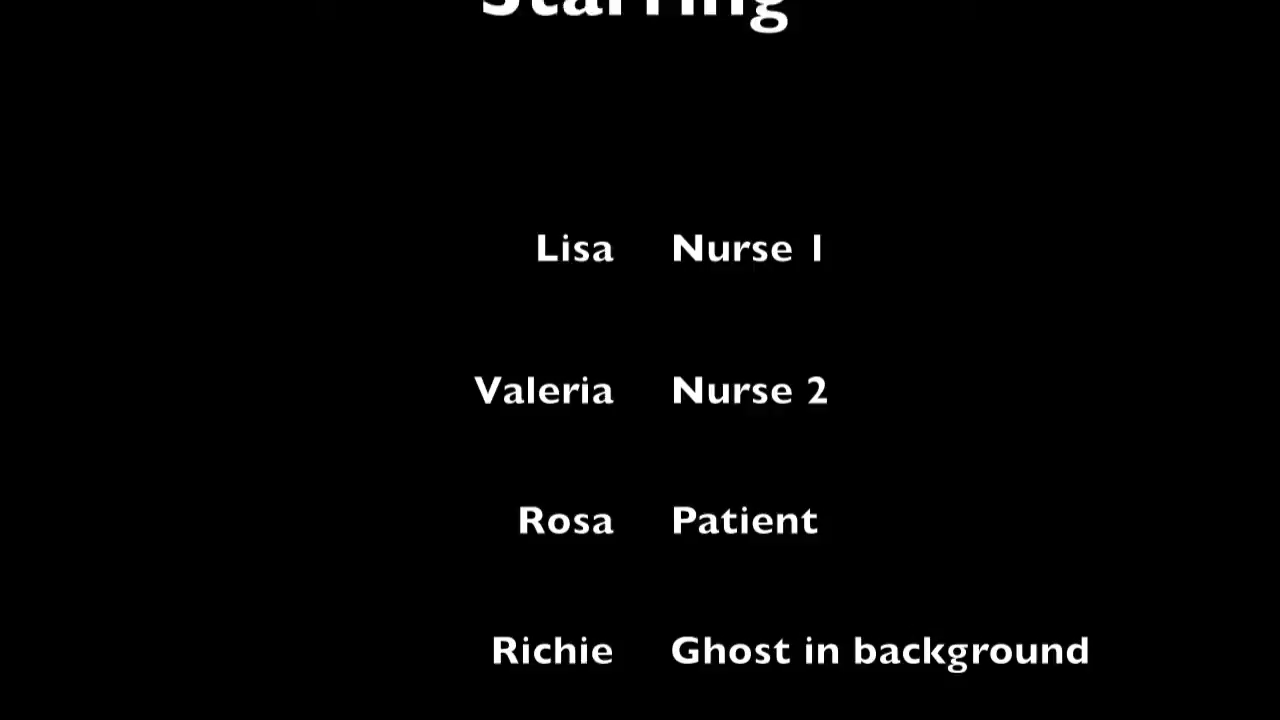 Starring
Lisa Nurse 1
Valeria Nurse 2
Rosa Patient
Richie Ghost in background